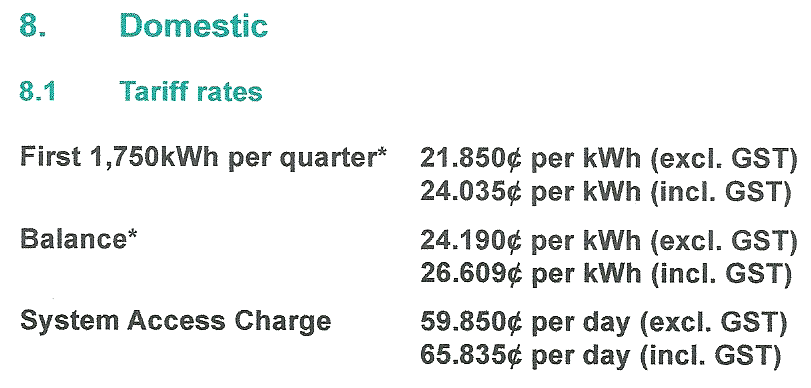 8. Domestic
8.1 Tariff rates
First 1,750kWh per quarter* 21.850¢ per kWh (excl. GST)
24.035¢ per kWh (incl. GST)
Balance* 24.190¢ per kWh (excl. GST)
26.609¢ per kWh (incl. GST)
System Access Charge 59.850¢ per day (excl. GST)
65.835¢ per day (incl. GST)